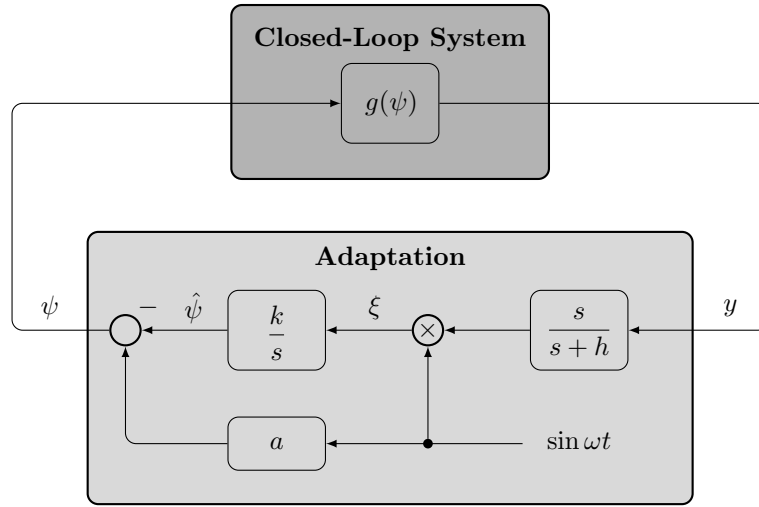 Closed-Loop System
g(ψ)
Adaptation
ψ
−
ψ̂
k
s
ξ
×
s
s + h
y
a
sin ωt